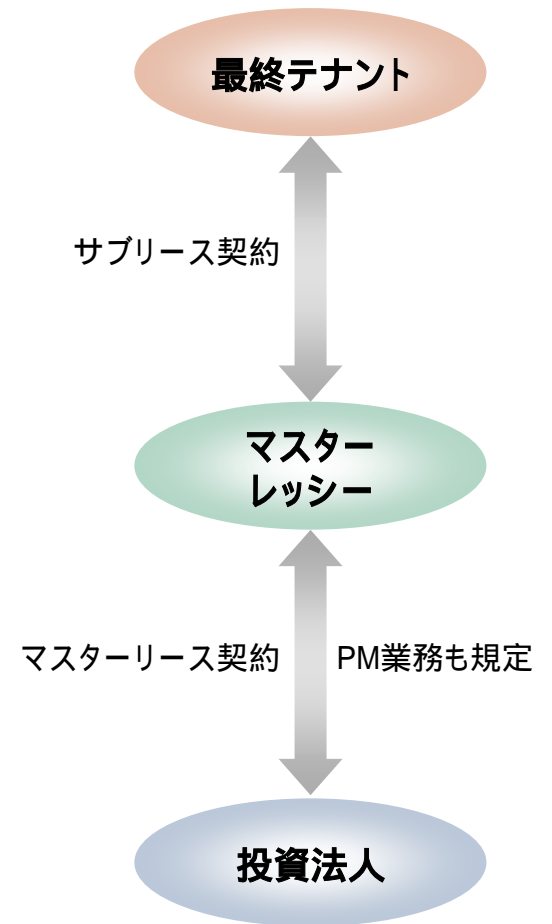 最終テナント
サブリース契約
マスター
レッシー
マスターリース契約
PM業務も規定
投資法人